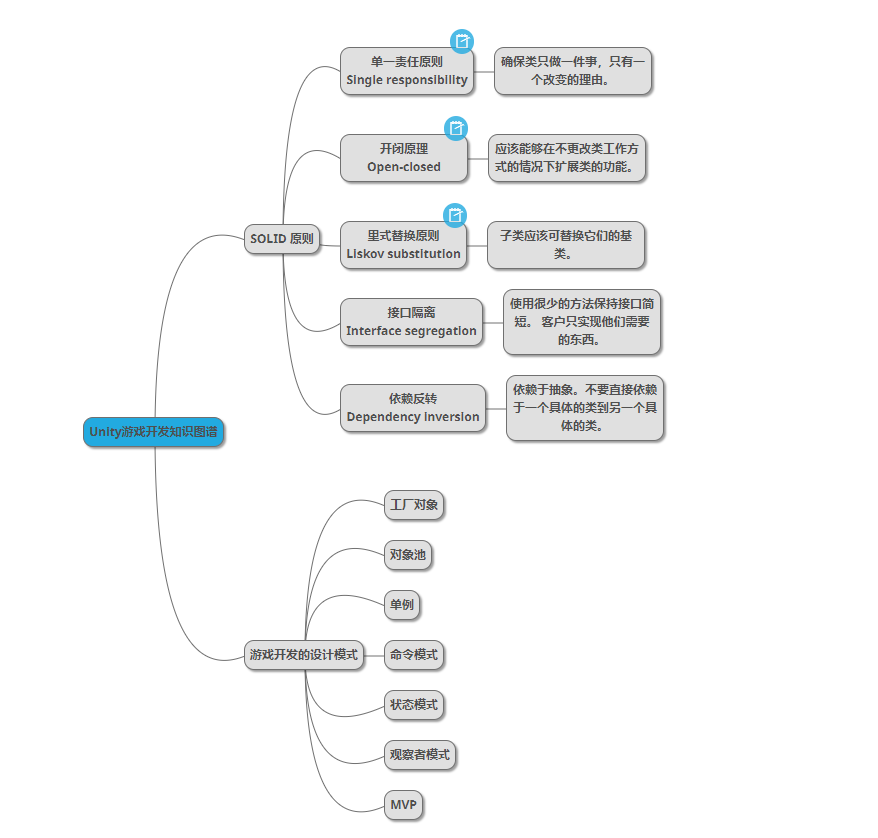 单一责任原则
Single responsibility
确保类只做一件事，只有一
个改变的理由。
开闭原理
Open-closed
应该能够在不更改类工作方
式的情况下扩展类的功能。
SOLID 原则
里式替换原则
Liskov substitution
子类应该可替换它们的基
类。
接口隔离
Interface segregation
使用很少的方法保持接口简
短。 客户只实现他们需要
的东西。
依赖反转
Dependency inversion
依赖于抽象。不要直接依赖
于一个具体的类到另一个具
体的类。
Unity游戏开发知识图谱
工厂对象
对象池
单例
游戏开发的设计模式
命令模式
状态模式
观察者模式
MVP